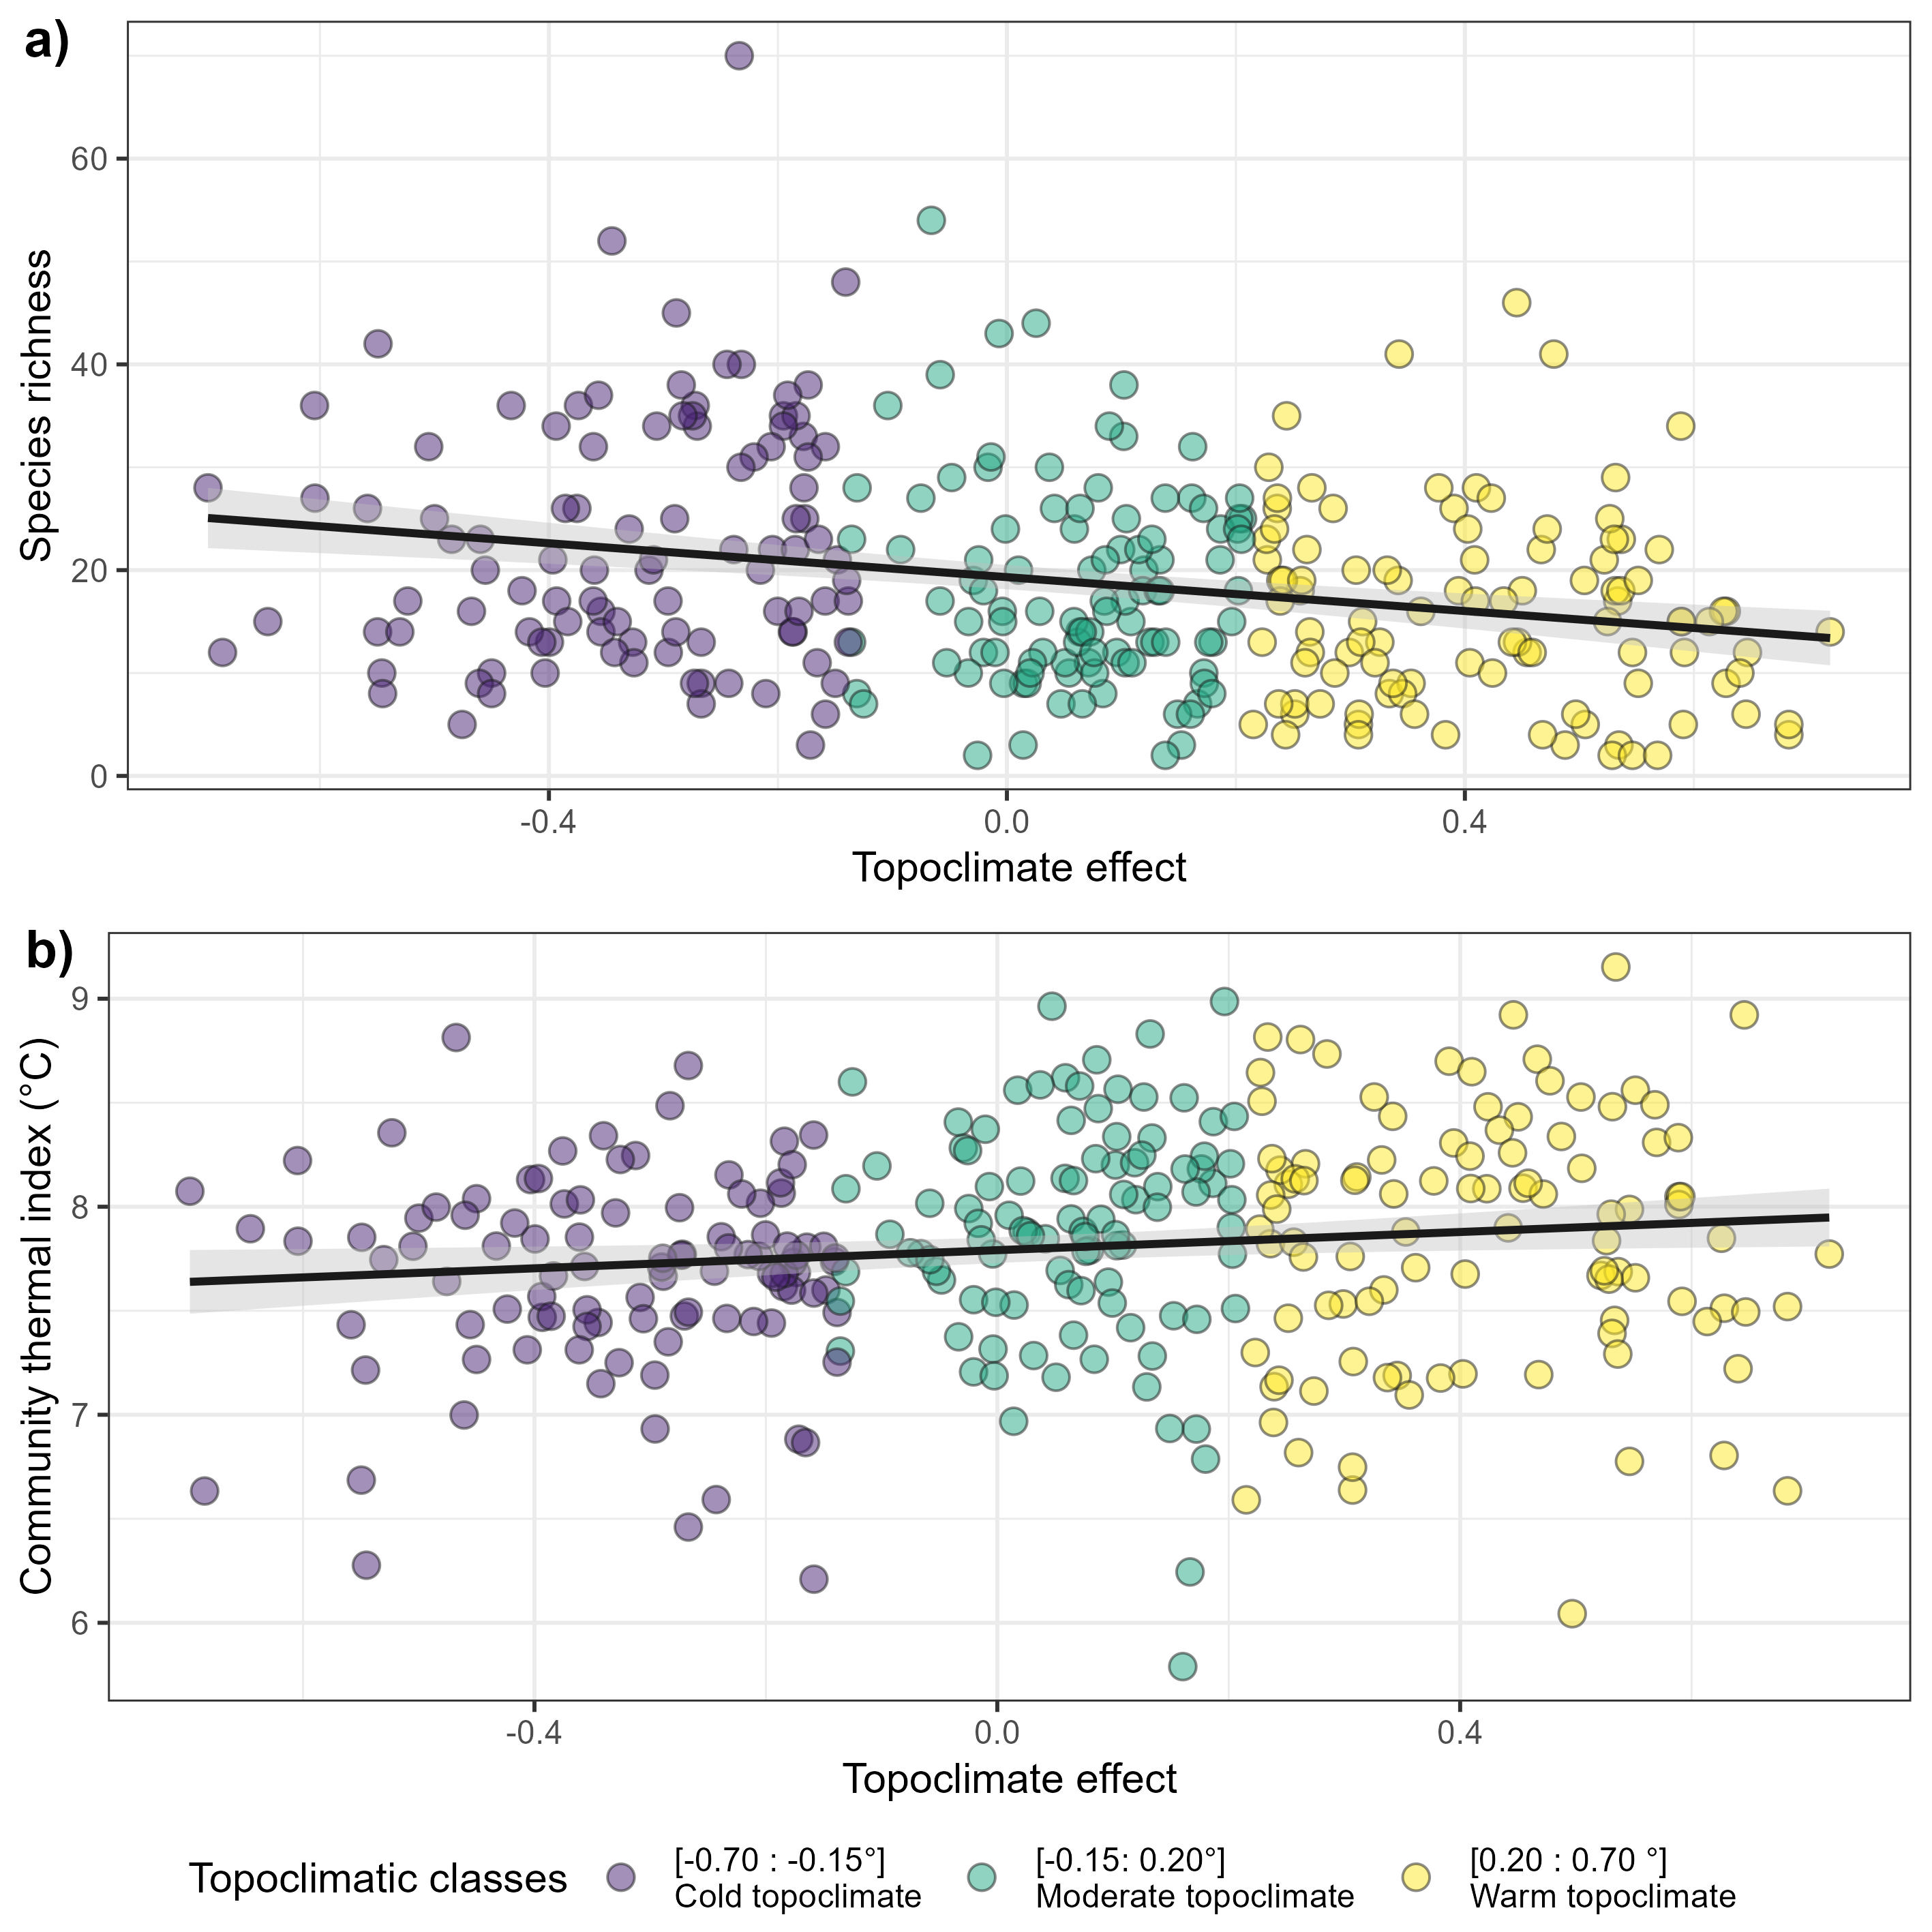 a)
Species richness
60
40
20
0
-0.4 0.0 0.4
Topoclimate effect
b)
Community thermal index (°C)
9
8
7
6
-0.4 0.0 0.4
Topoclimate effect
Topoclimatic classes
[-0.70 : -0.15°]
Cold topoclimate
[-0.15: 0.20°]
Moderate topoclimate
[0.20 : 0.70 °]
Warm topoclimate